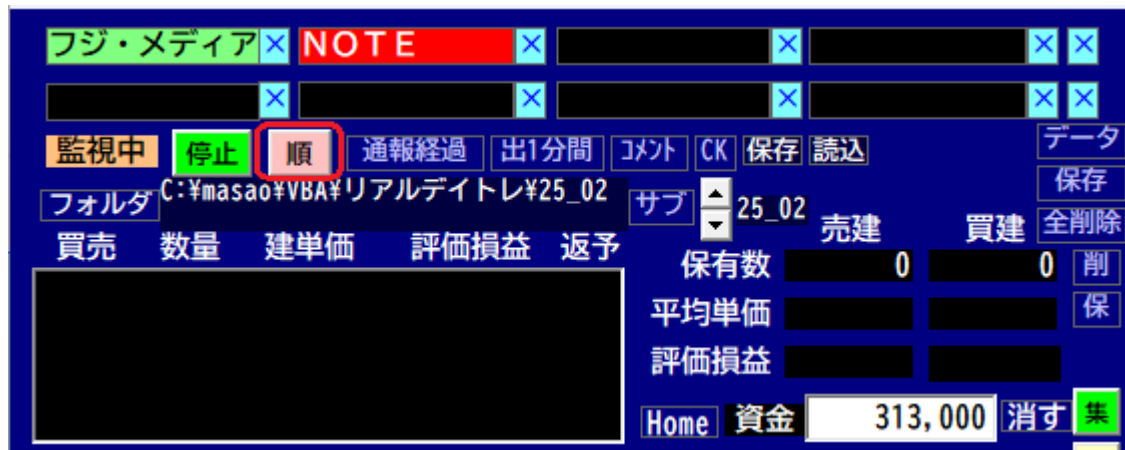 フジ・メディア × ＮＯＴＥ × × × ×
× × × × ×
監視中 停止 順 通報経過 出1分間 ｺﾒﾝﾄ CK 保存 読込 データ
フォルダ C:¥masao¥VBA¥リアルデイトレ¥25_02 サブ 25_02 保存
買売 数量 建単価 評価損益 返予 売建 買建 全削除
保有数 0 0 削
平均単価 保
評価損益
Home 資金 313,000 消す 集